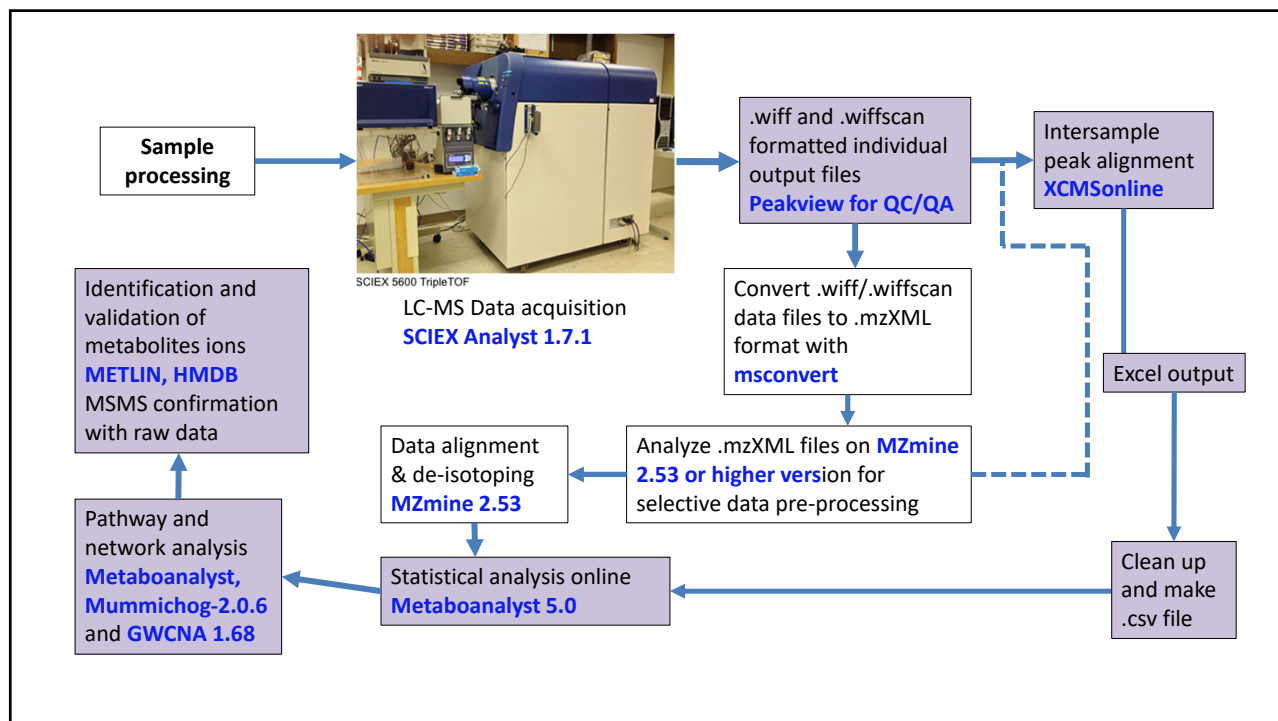 Sample
processing
SCIEX 5600 TripleTOF
LC-MS Data acquisition
SCIEX Analyst 1.7.1
.wiff and .wiffscan
formatted individual
output files
Peakview for QC/QA
Intersample
peak alignment
XCMSonline
Convert .wiff/.wiffscan
data files to .mzXML
format with
msconvert
Excel output
Analyze .mzXML files on MZmine
2.53 or higher version for
selective data pre-processing
Data alignment
& de-isotoping
MZmine 2.53
Clean up
and make
.csv file
Statistical analysis online
Metaboanalyst 5.0
Pathway and
network analysis
Metaboanalyst,
Mummichog-2.0.6
and GWCNA 1.68
Identification and
validation of
metabolites ions
METLIN, HMDB
MSMS confirmation
with raw data